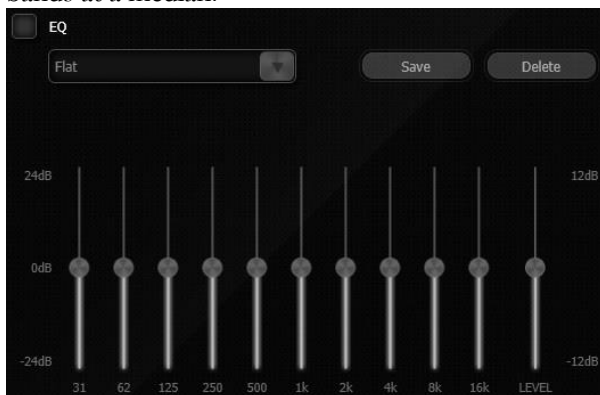 EQ
Flat
Save
Delete
24dB
12dB
0dB
-24dB
-12dB
31 62 125 250 500 1k 2k 4k 8k 16k LEVEL